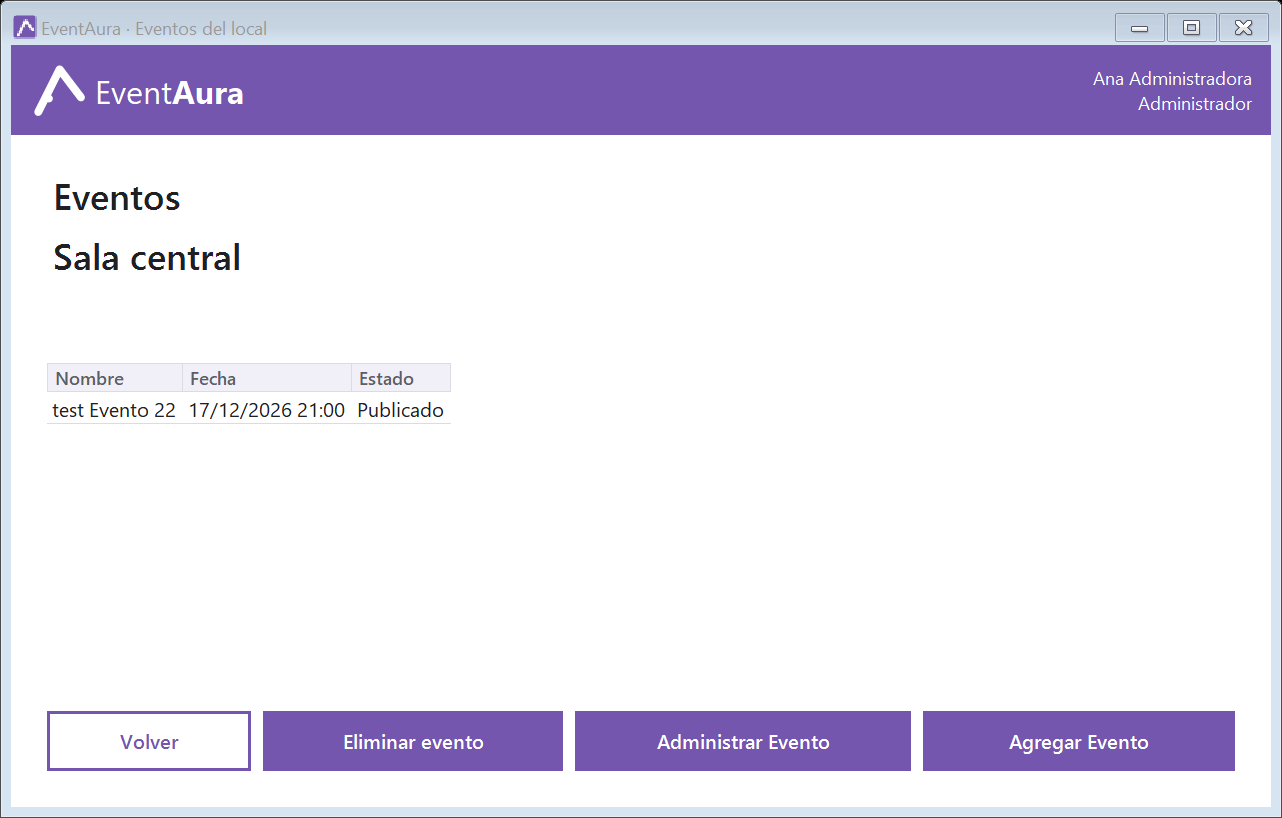 EventAura · Eventos del local
EventAura
Ana Administradora
Administrador
Eventos
Sala central
Nombre Fecha Estado
test Evento 22 17/12/2026 21:00 Publicado
Volver Eliminar evento Administrar Evento Agregar Evento